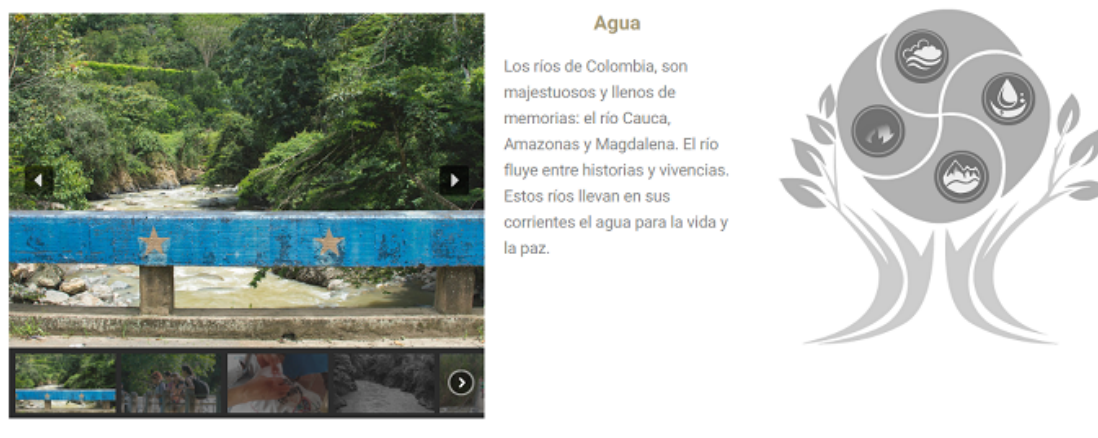 Agua
Los ríos de Colombia, son
majestuosos y llenos de
memorias: el río Cauca,
Amazonas y Magdalena. El río
fluye entre historias y vivencias.
Estos ríos llevan en sus
corrientes el agua para la vida y
la paz.